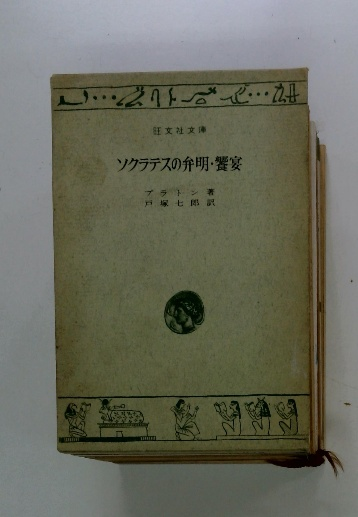 旺文社文庫
ソクラテスの弁明・饗宴
プラトン著
戸塚七郎訳